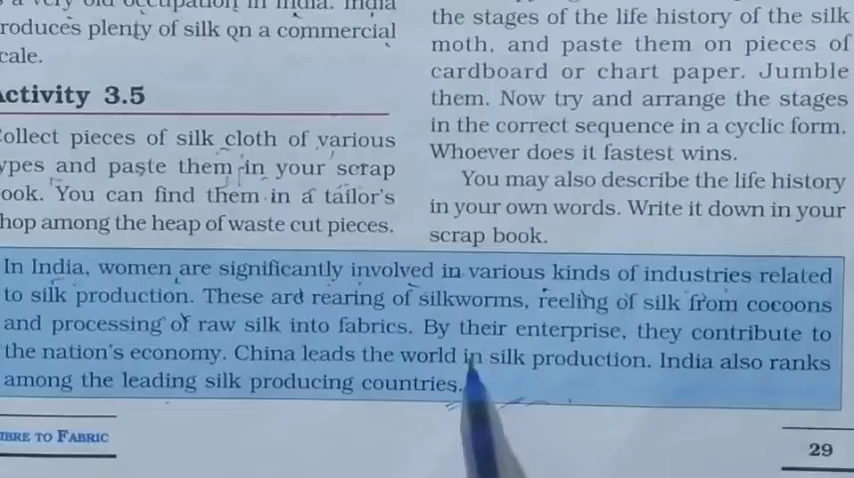 roduces plenty of silk on a commercial
cale.
Activity 3.5
ollect pieces of silk cloth of various
ypes and paste them in your scrap
ook. You can find them in a tailor's
hop among the heap of waste cut pieces.
the stages of the life history of the silk
moth, and paste them on pieces of
cardboard or chart paper. Jumble
them. Now try and arrange the stages
in the correct sequence in a cyclic form.
Whoever does it fastest wins.
You may also describe the life history
in your own words. Write it down in your
scrap book.
In India, women are significantly involved in various kinds of industries related
to silk production. These are rearing of silkworms, reeling of silk from cocoons
and processing of raw silk into fabrics. By their enterprise, they contribute to
the nation's economy. China leads the world in silk production. India also ranks
among the leading silk producing countries.
IBRE TO FABRIC
29